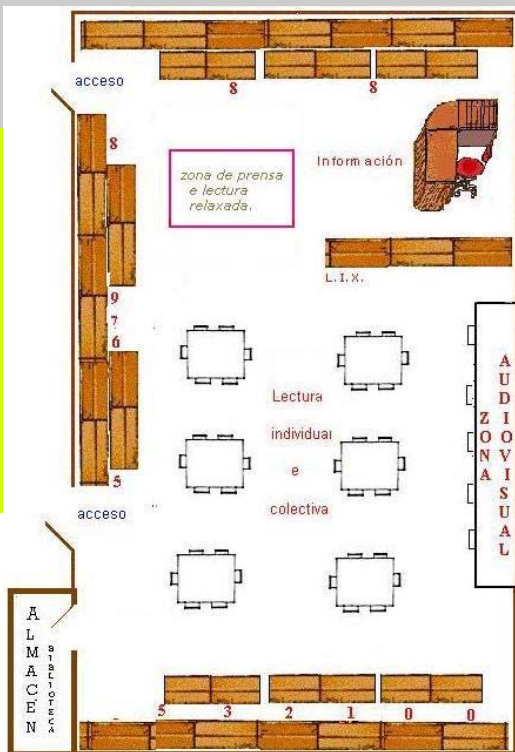 acceso
8 8
8
zona de prensa
e lectura
relaxada.
Información
L.I.X.
9
7
6
5
Lectura
individual
e
colectiva
ZONA
AUDIOVISUAL
acceso
ALMACÉN
BIBLIOTECA
5 3 2 1 0 0